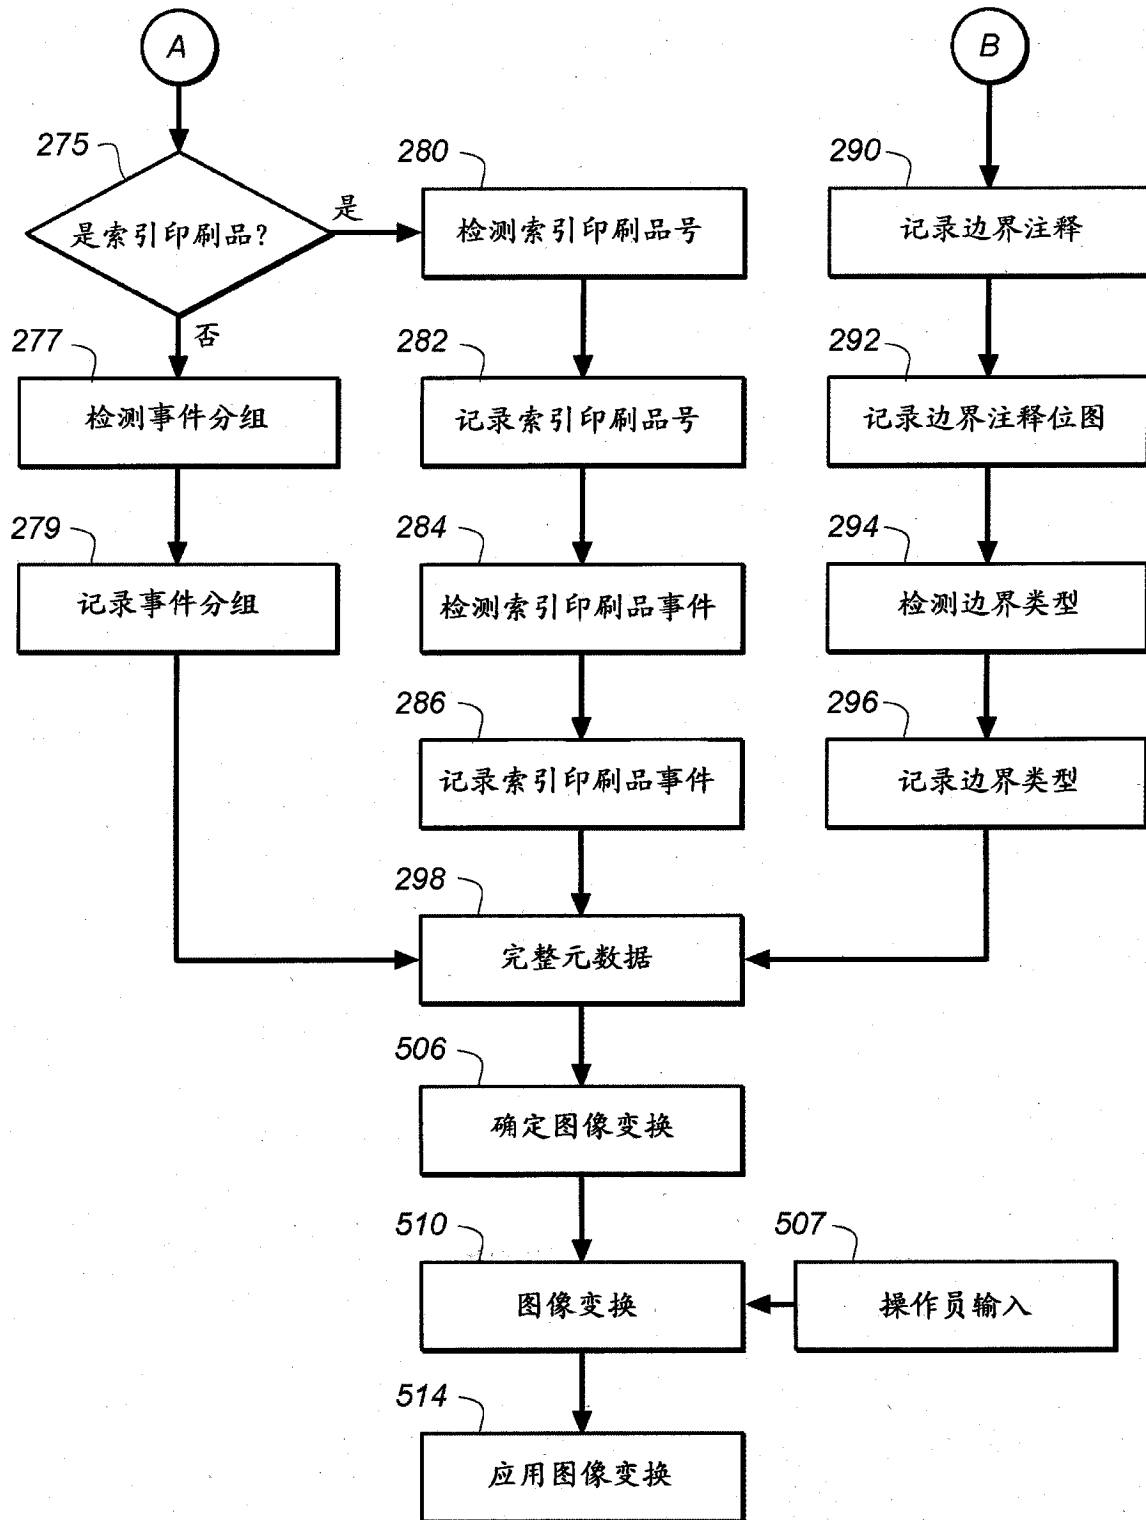 A
B
275
是索引印刷品?
是
否
280
检测索引印刷品号
290
记录边界注释
277
检测事件分组
282
记录索引印刷品号
292
记录边界注释位图
279
记录事件分组
284
检测索引印刷品事件
294
检测边界类型
286
记录索引印刷品事件
296
记录边界类型
298
完整元数据
506
确定图像变换
510
图像变换
507
操作员输入
514
应用图像变换